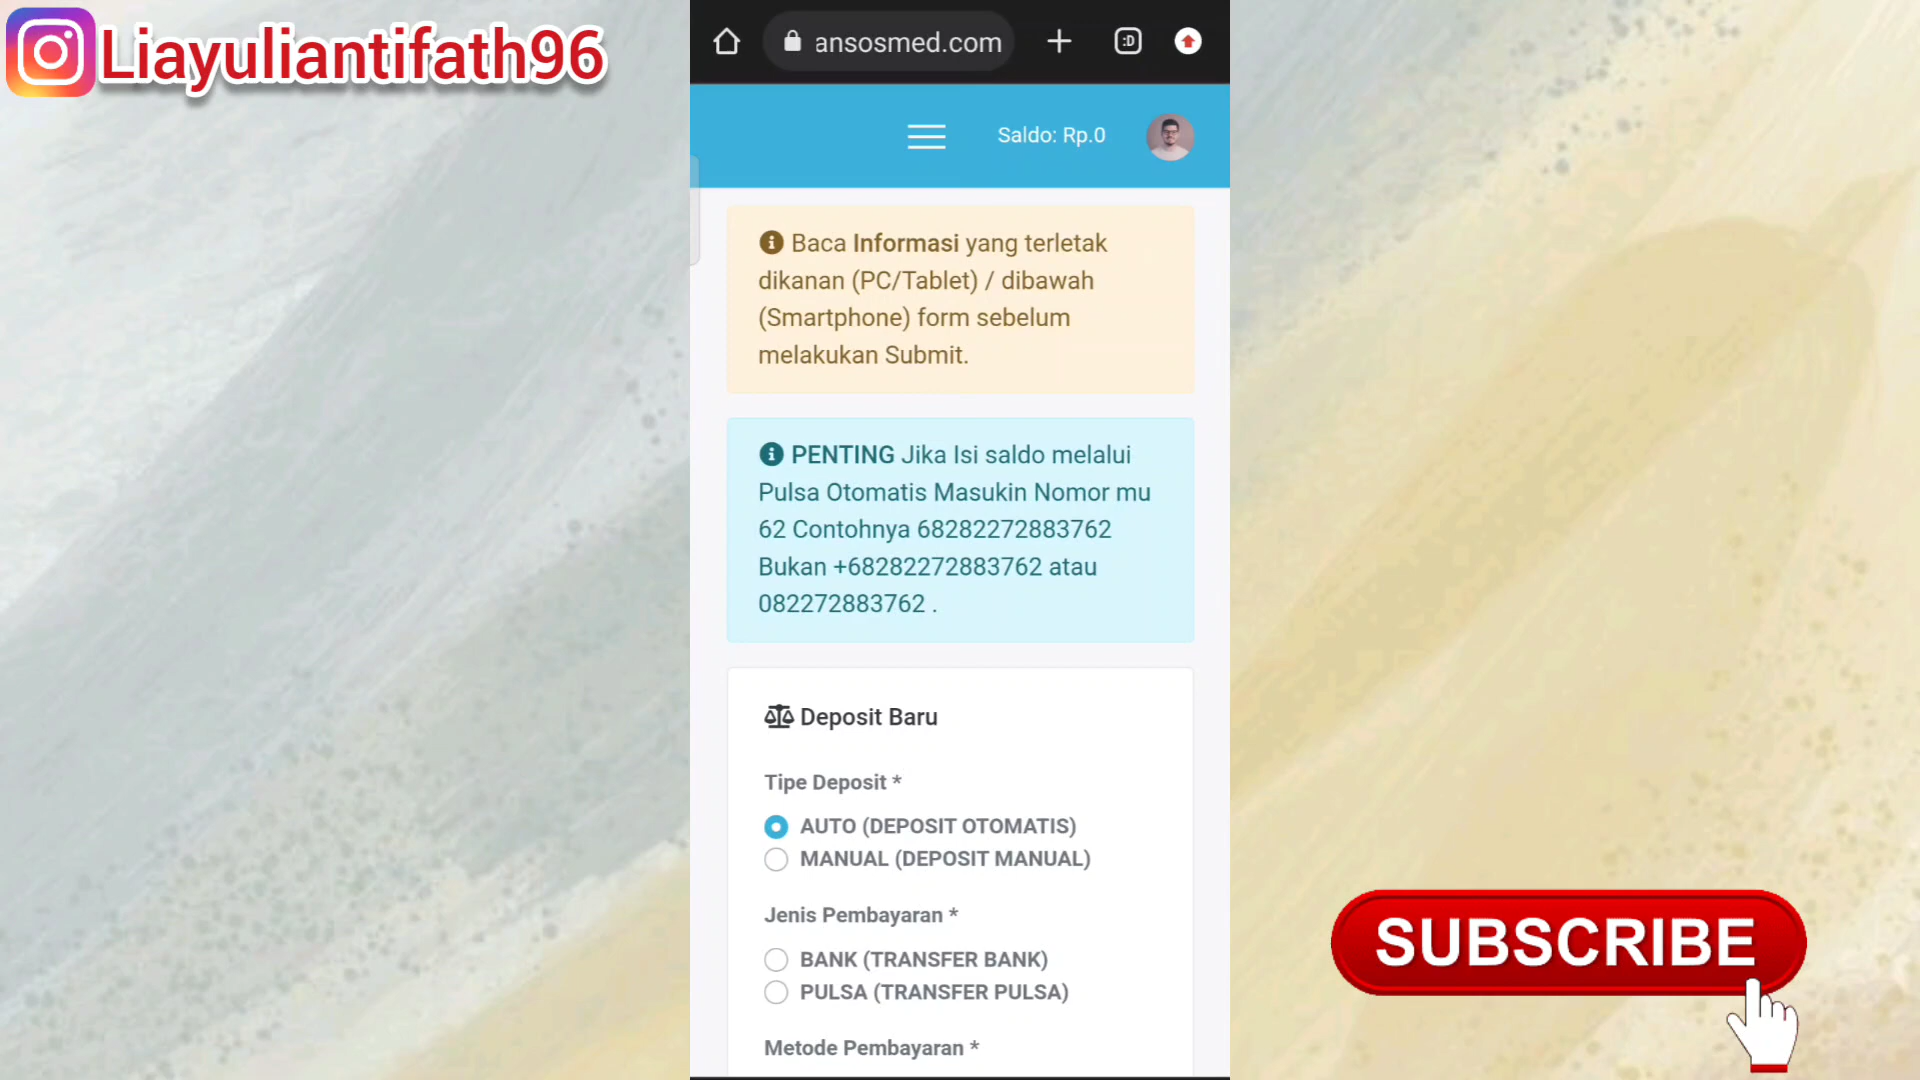 Liayuliantifath96
ansosmed.com
:D
Saldo: Rp.0
Baca Informasi yang terletak
dikanan (PC/Tablet) / dibawah
(Smartphone) form sebelum
melakukan Submit.
PENTING Jika Isi saldo melalui
Pulsa Otomatis Masukin Nomor mu
62 Contohnya 68282272883762
Bukan +68282272883762 atau
082272883762 .
Deposit Baru
Tipe Deposit *
AUTO (DEPOSIT OTOMATIS)
MANUAL (DEPOSIT MANUAL)
Jenis Pembayaran *
BANK (TRANSFER BANK)
PULSA (TRANSFER PULSA)
Metode Pembayaran *
SUBSCRIBE